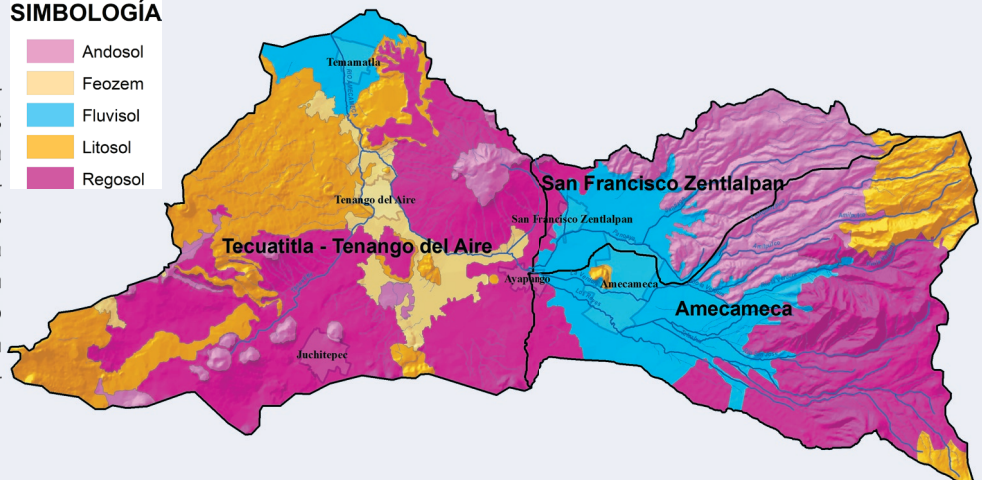 SIMBOLOGÍA
Andosol
Feozem
Fluvisol
Litosol
Regosol
Temamatla
San Francisco Zentlalpan
Tenango del Aire
San Francisco Zentlalpan
Tecuatitla - Tenango del Aire
Ayapango
Amecameca
Amecameca
Juchitepec